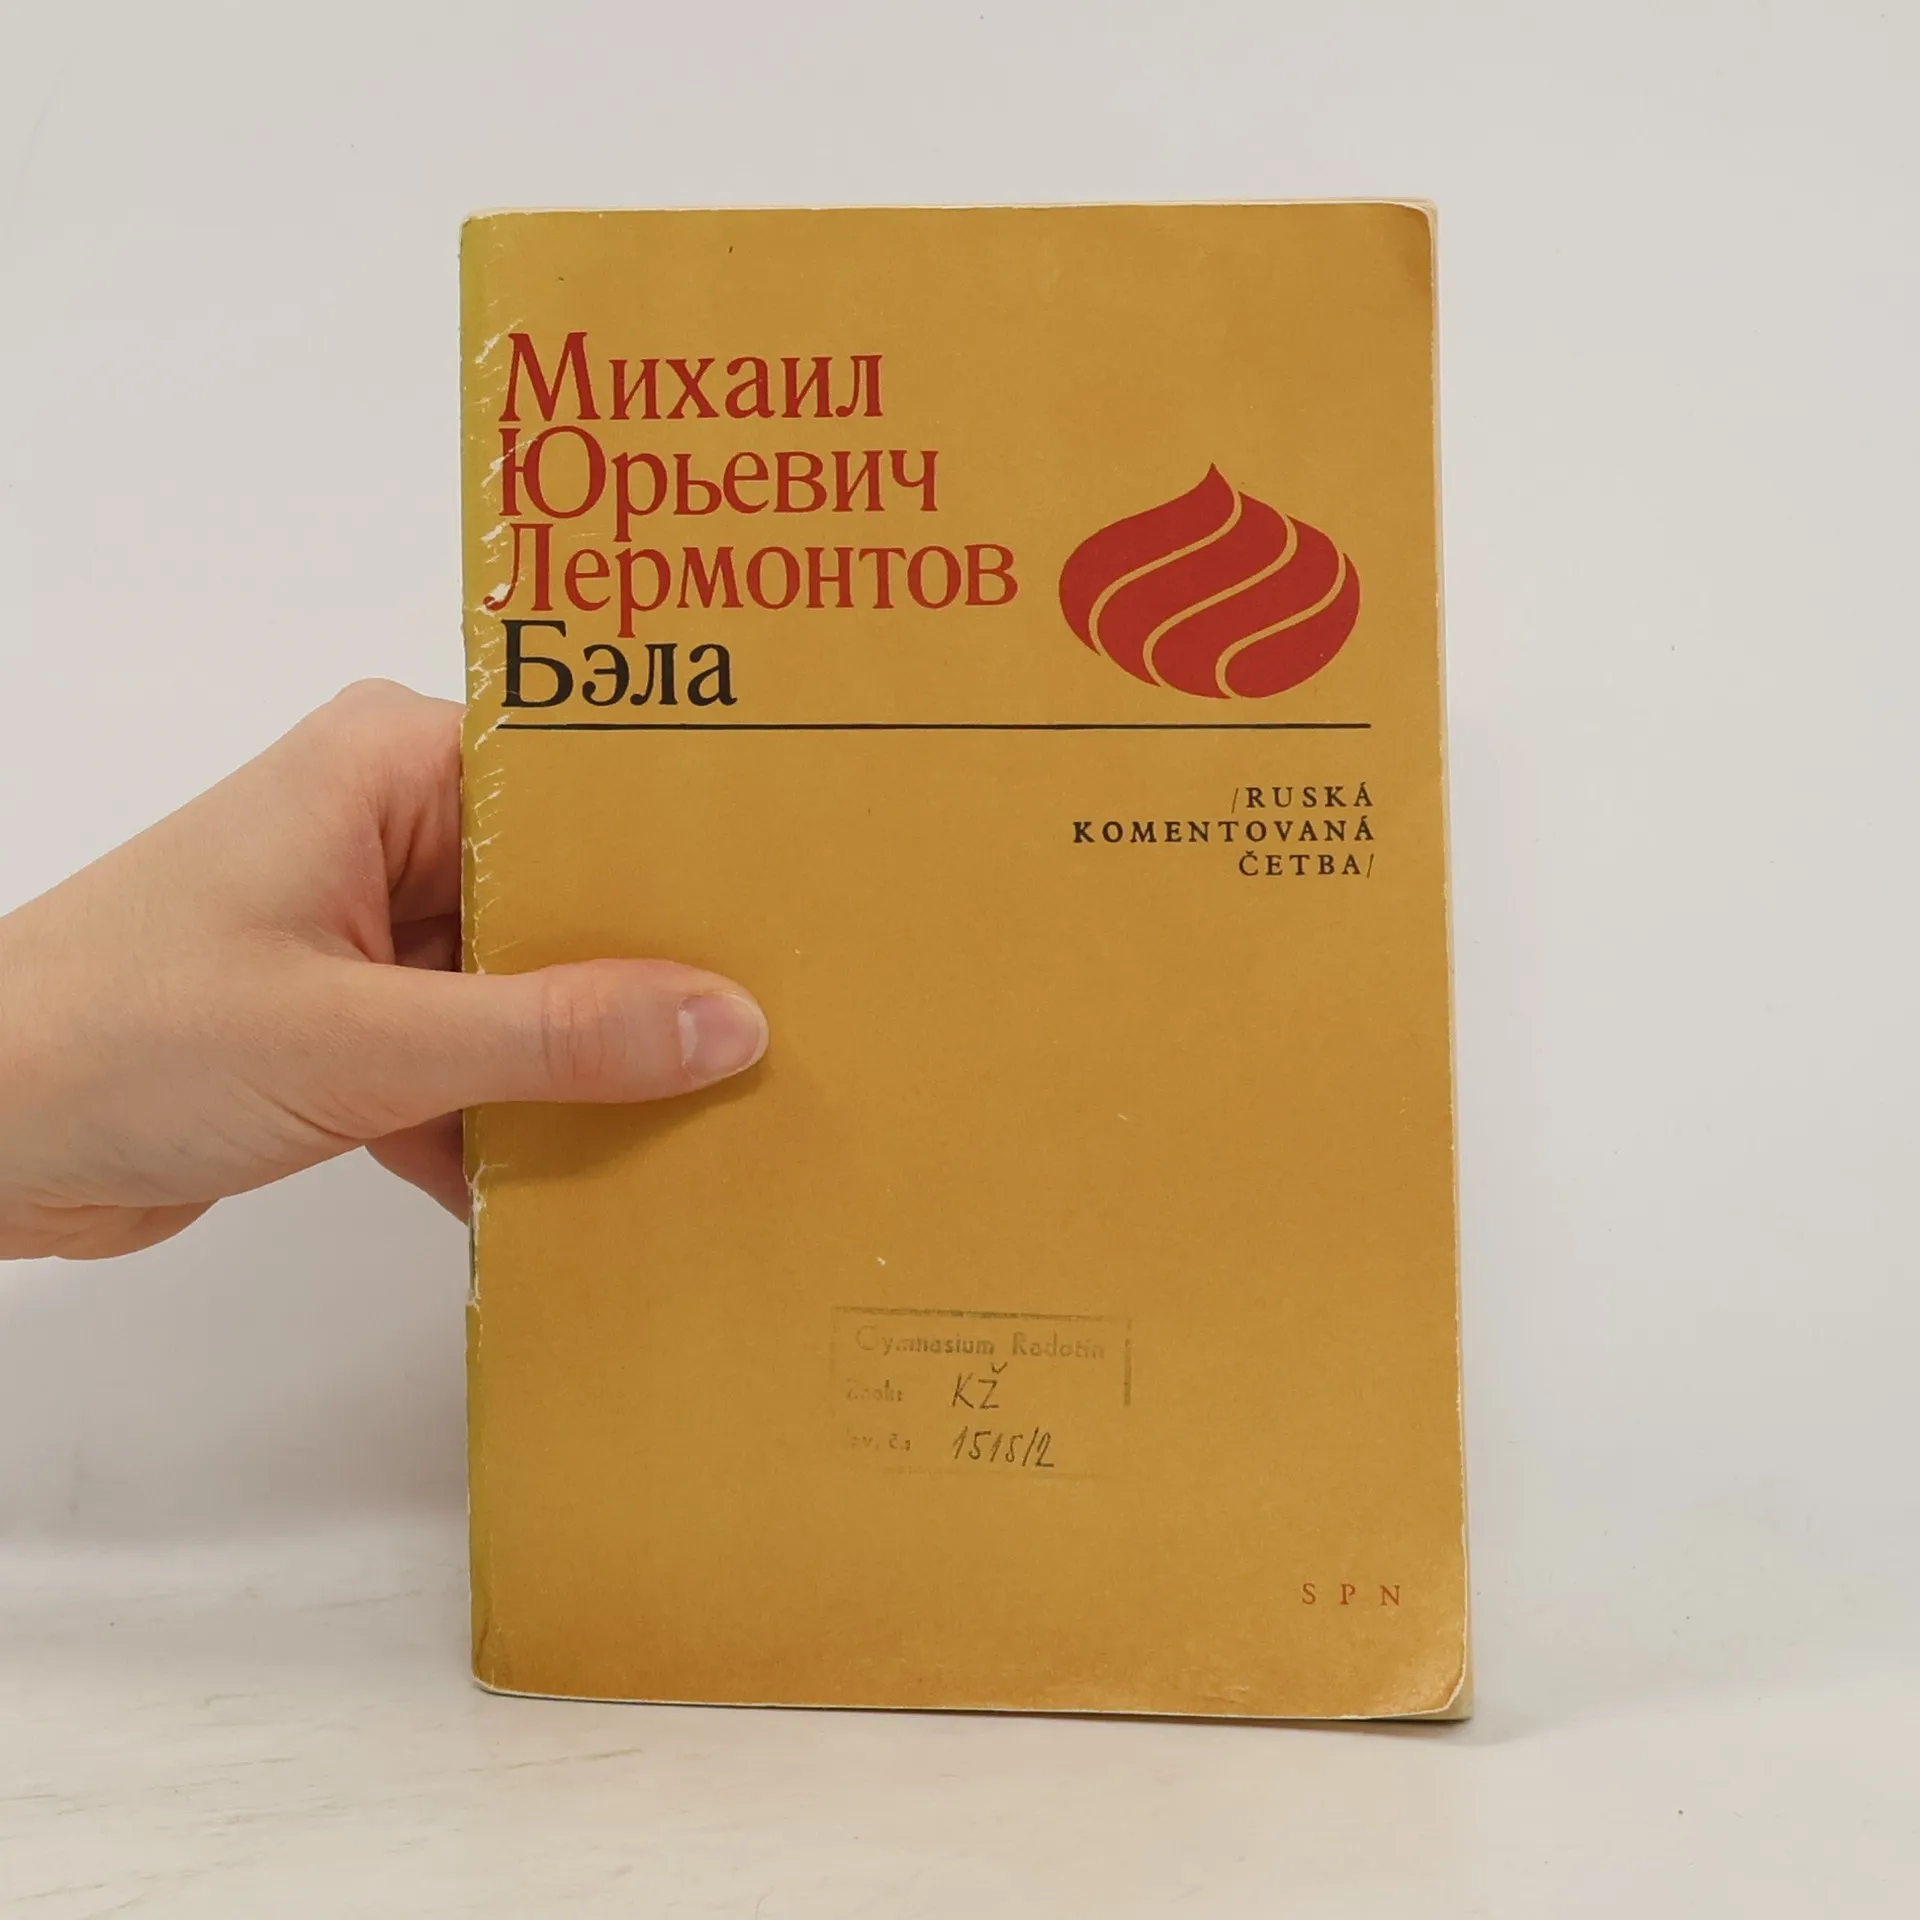 Михаил
Юрьевич
Лермонтов
Бэла
/RUSKÁ
KOMENTOVANÁ
ČETBA/
Gymnasium Radotín
KŽ
č.: 1515/2
SPN